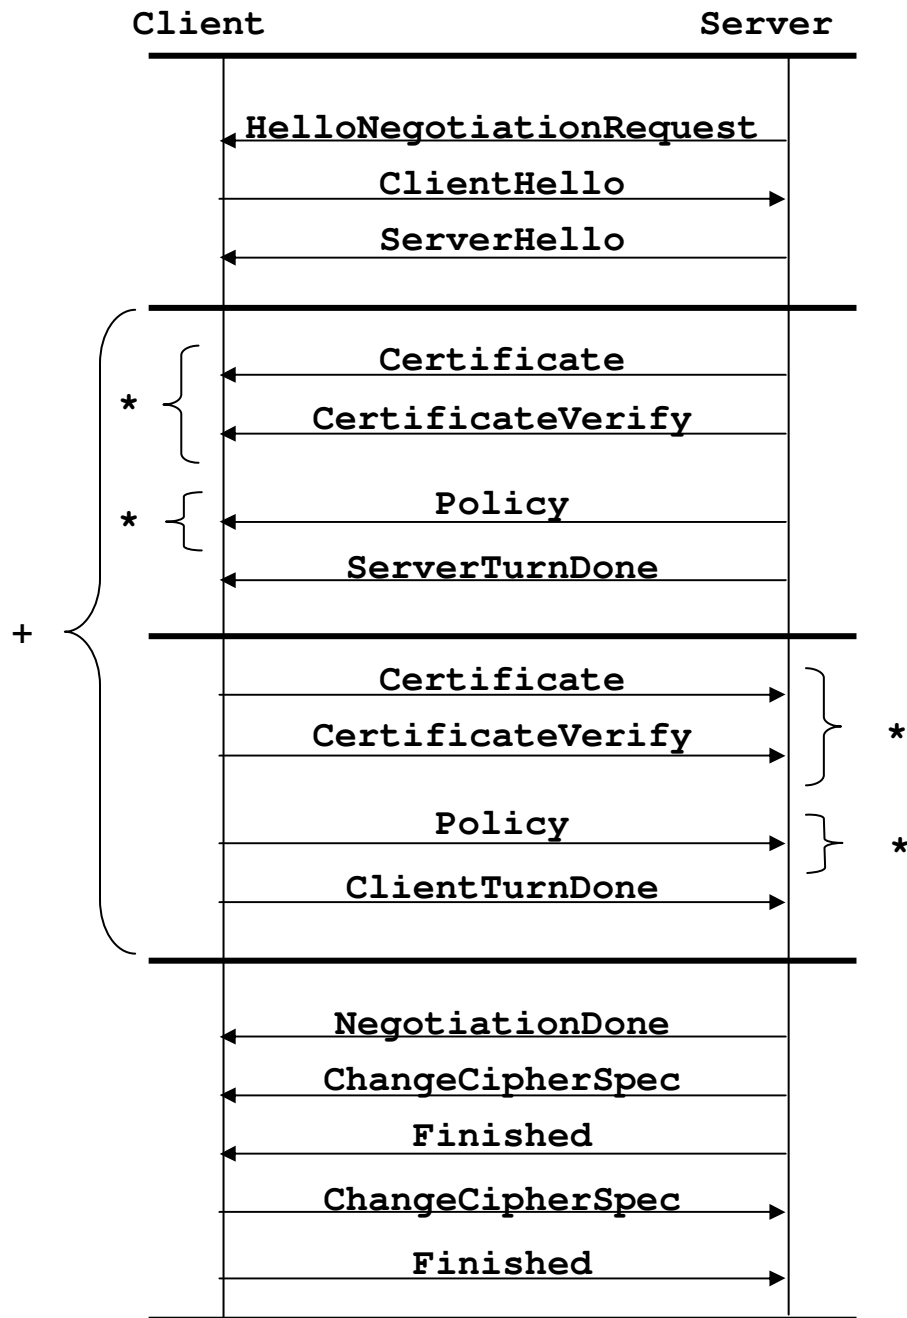 Client Server
HelloNegotiationRequest
ClientHello
ServerHello
Certificate
*
CertificateVerify
Policy
*
ServerTurnDone
+
Certificate
CertificateVerify
*
Policy
*
ClientTurnDone
NegotiationDone
ChangeCipherSpec
Finished
ChangeCipherSpec
Finished